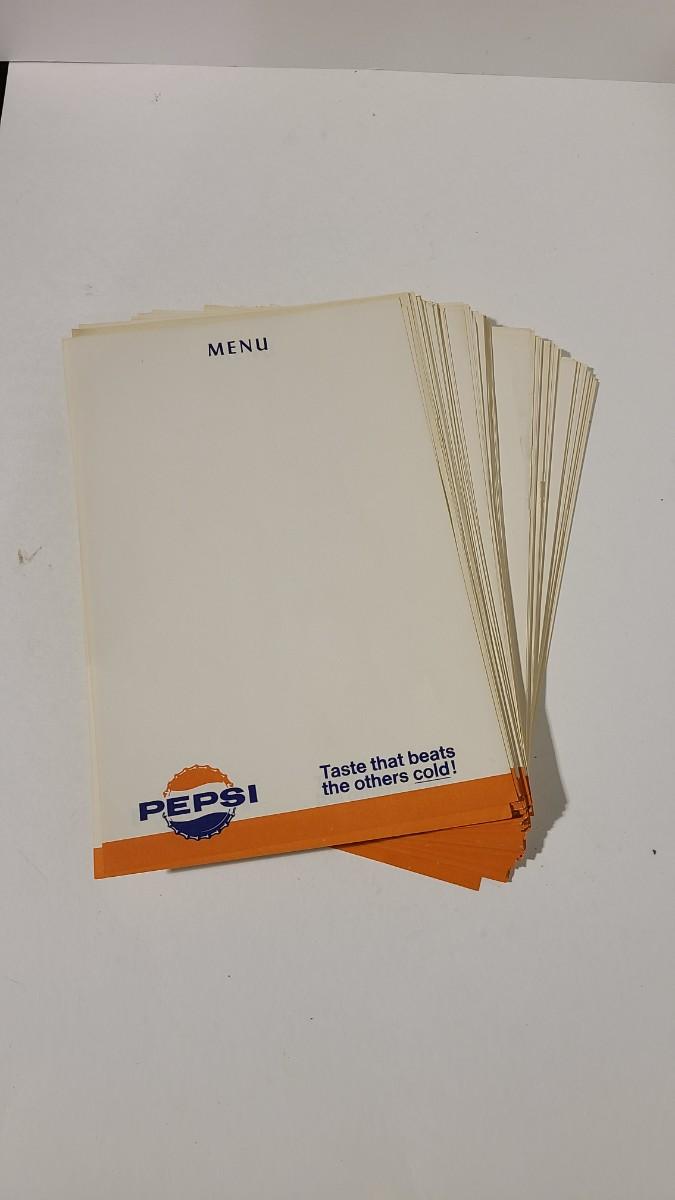 MENU
PEPSI
Taste that beats
the others cold!